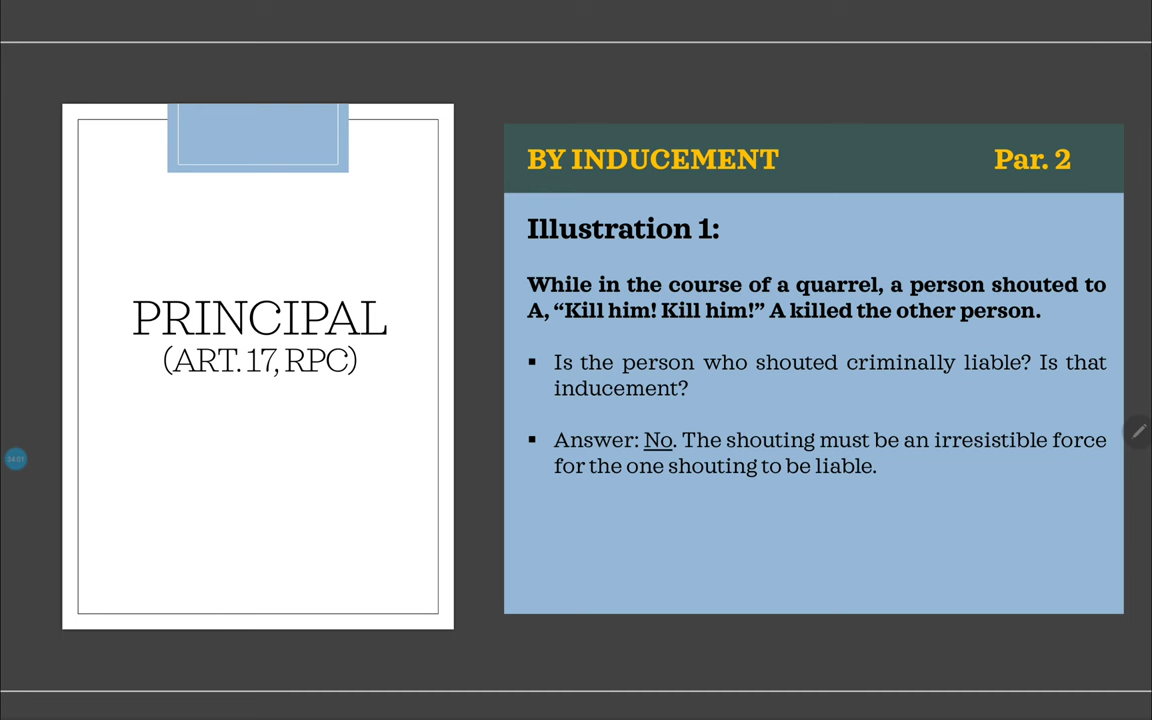 PRINCIPAL
(ART. 17, RPC)
BY INDUCEMENT Par. 2
Illustration 1:
While in the course of a quarrel, a person shouted to
A, “Kill him! Kill him!” A killed the other person.
▪ Is the person who shouted criminally liable? Is that
inducement?
▪ Answer: No. The shouting must be an irresistible force
for the one shouting to be liable.
34:01